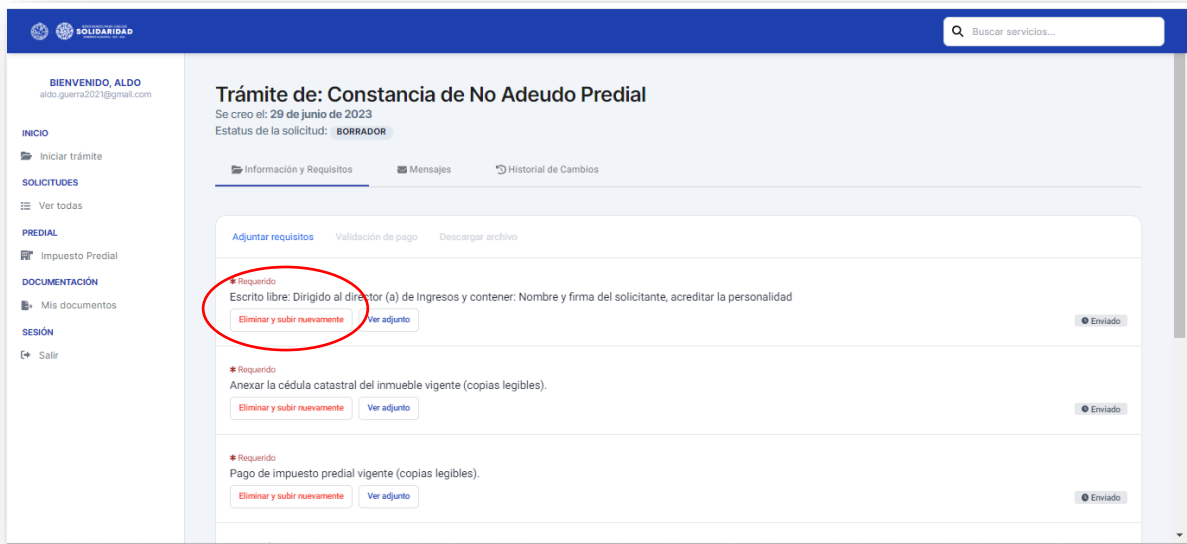 SOLIDARIDAD
Buscar servicios...
BIENVENIDO, ALDO
aldo.guerra2021@gmail.com
INICIO
Iniciar trámite
SOLICITUDES
Ver todas
PREDIAL
Impuesto Predial
DOCUMENTACIÓN
Mis documentos
SESIÓN
Salir
Trámite de: Constancia de No Adeudo Predial
Se creo el: 29 de junio de 2023
Estatus de la solicitud: BORRADOR
Información y Requisitos Mensajes Historial de Cambios
Adjuntar requisitos Validación de pago Descargar archivo
✱ Requerido
Escrito libre: Dirigido al director (a) de Ingresos y contener: Nombre y firma del solicitante, acreditar la personalidad
Eliminar y subir nuevamente Ver adjunto Enviado
✱ Requerido
Anexar la cédula catastral del inmueble vigente (copias legibles).
Eliminar y subir nuevamente Ver adjunto Enviado
✱ Requerido
Pago de impuesto predial vigente (copias legibles).
Eliminar y subir nuevamente Ver adjunto Enviado